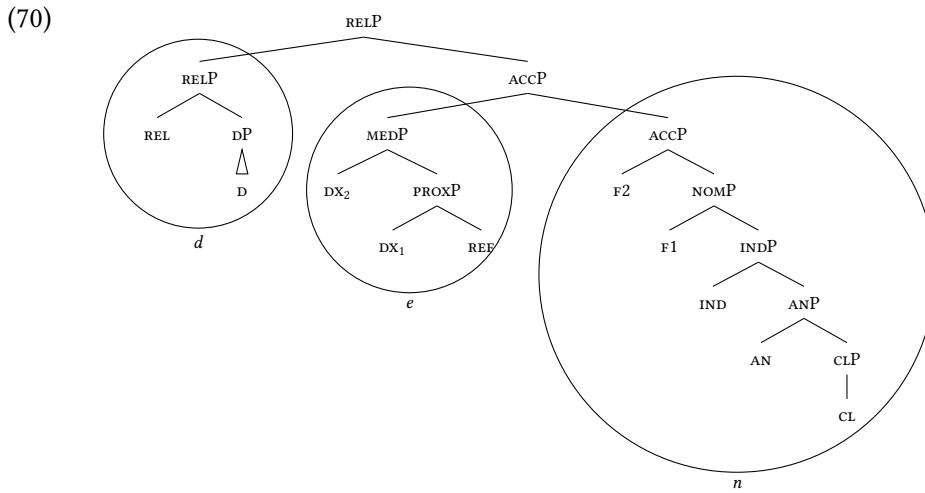 (70)
RELP
RELP ACCP
REL DP MEDP ACCP
D DX₂ PROXP F2 NOMP
d DX₁ REF F1 INDP
e IND ANP
AN CLP
CL
n